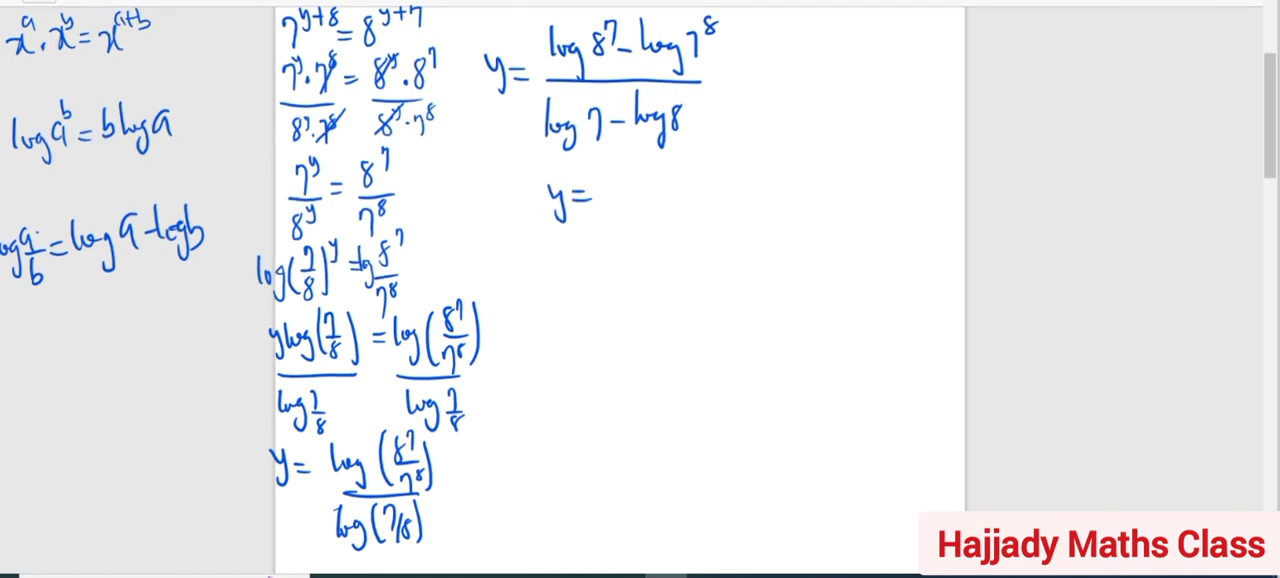 x^a . x^y = x^{a+b}
log a^b = b log a
log a/b = log a - log b
7^{y+8} = 8^{y+7}
7^y . 7^8 / 8^y . 7^8 = 8^y . 8^7 / 8^y . 7^8
7^y / 8^y = 8^7 / 7^8
log (7/8)^y = log 8^7 / 7^8
y log (7/8) / log 7/8 = log (8^7 / 7^8) / log 7/8
y = log (8^7 / 7^8) / log (7/8)
y = log 8^7 - log 7^8 / log 7 - log 8
y =
Hajjady Maths Class